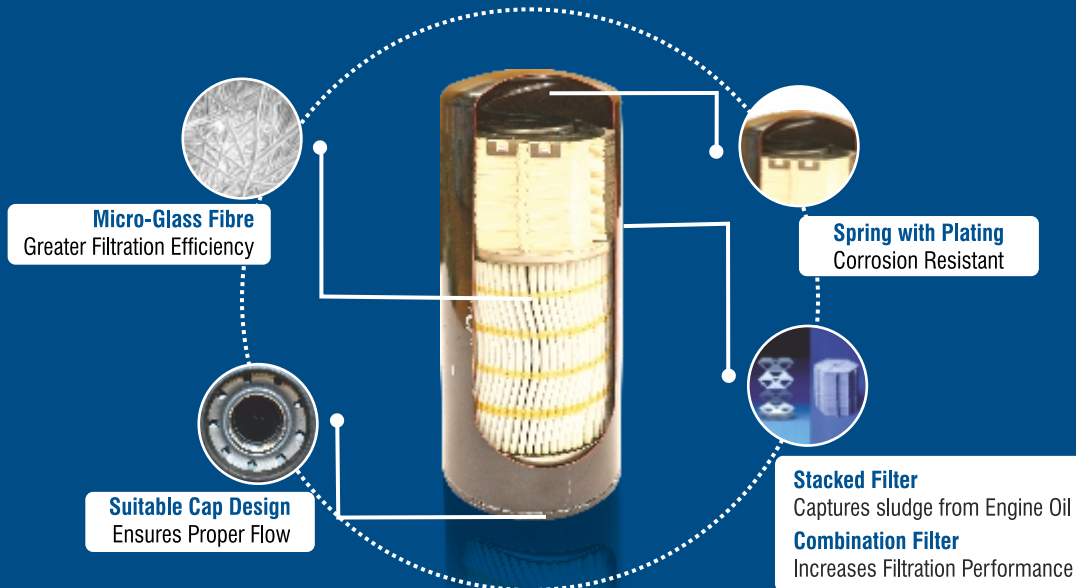 Micro-Glass Fibre
Greater Filtration Efficiency
Spring with Plating
Corrosion Resistant
Suitable Cap Design
Ensures Proper Flow
Stacked Filter
Captures sludge from Engine Oil
Combination Filter
Increases Filtration Performance